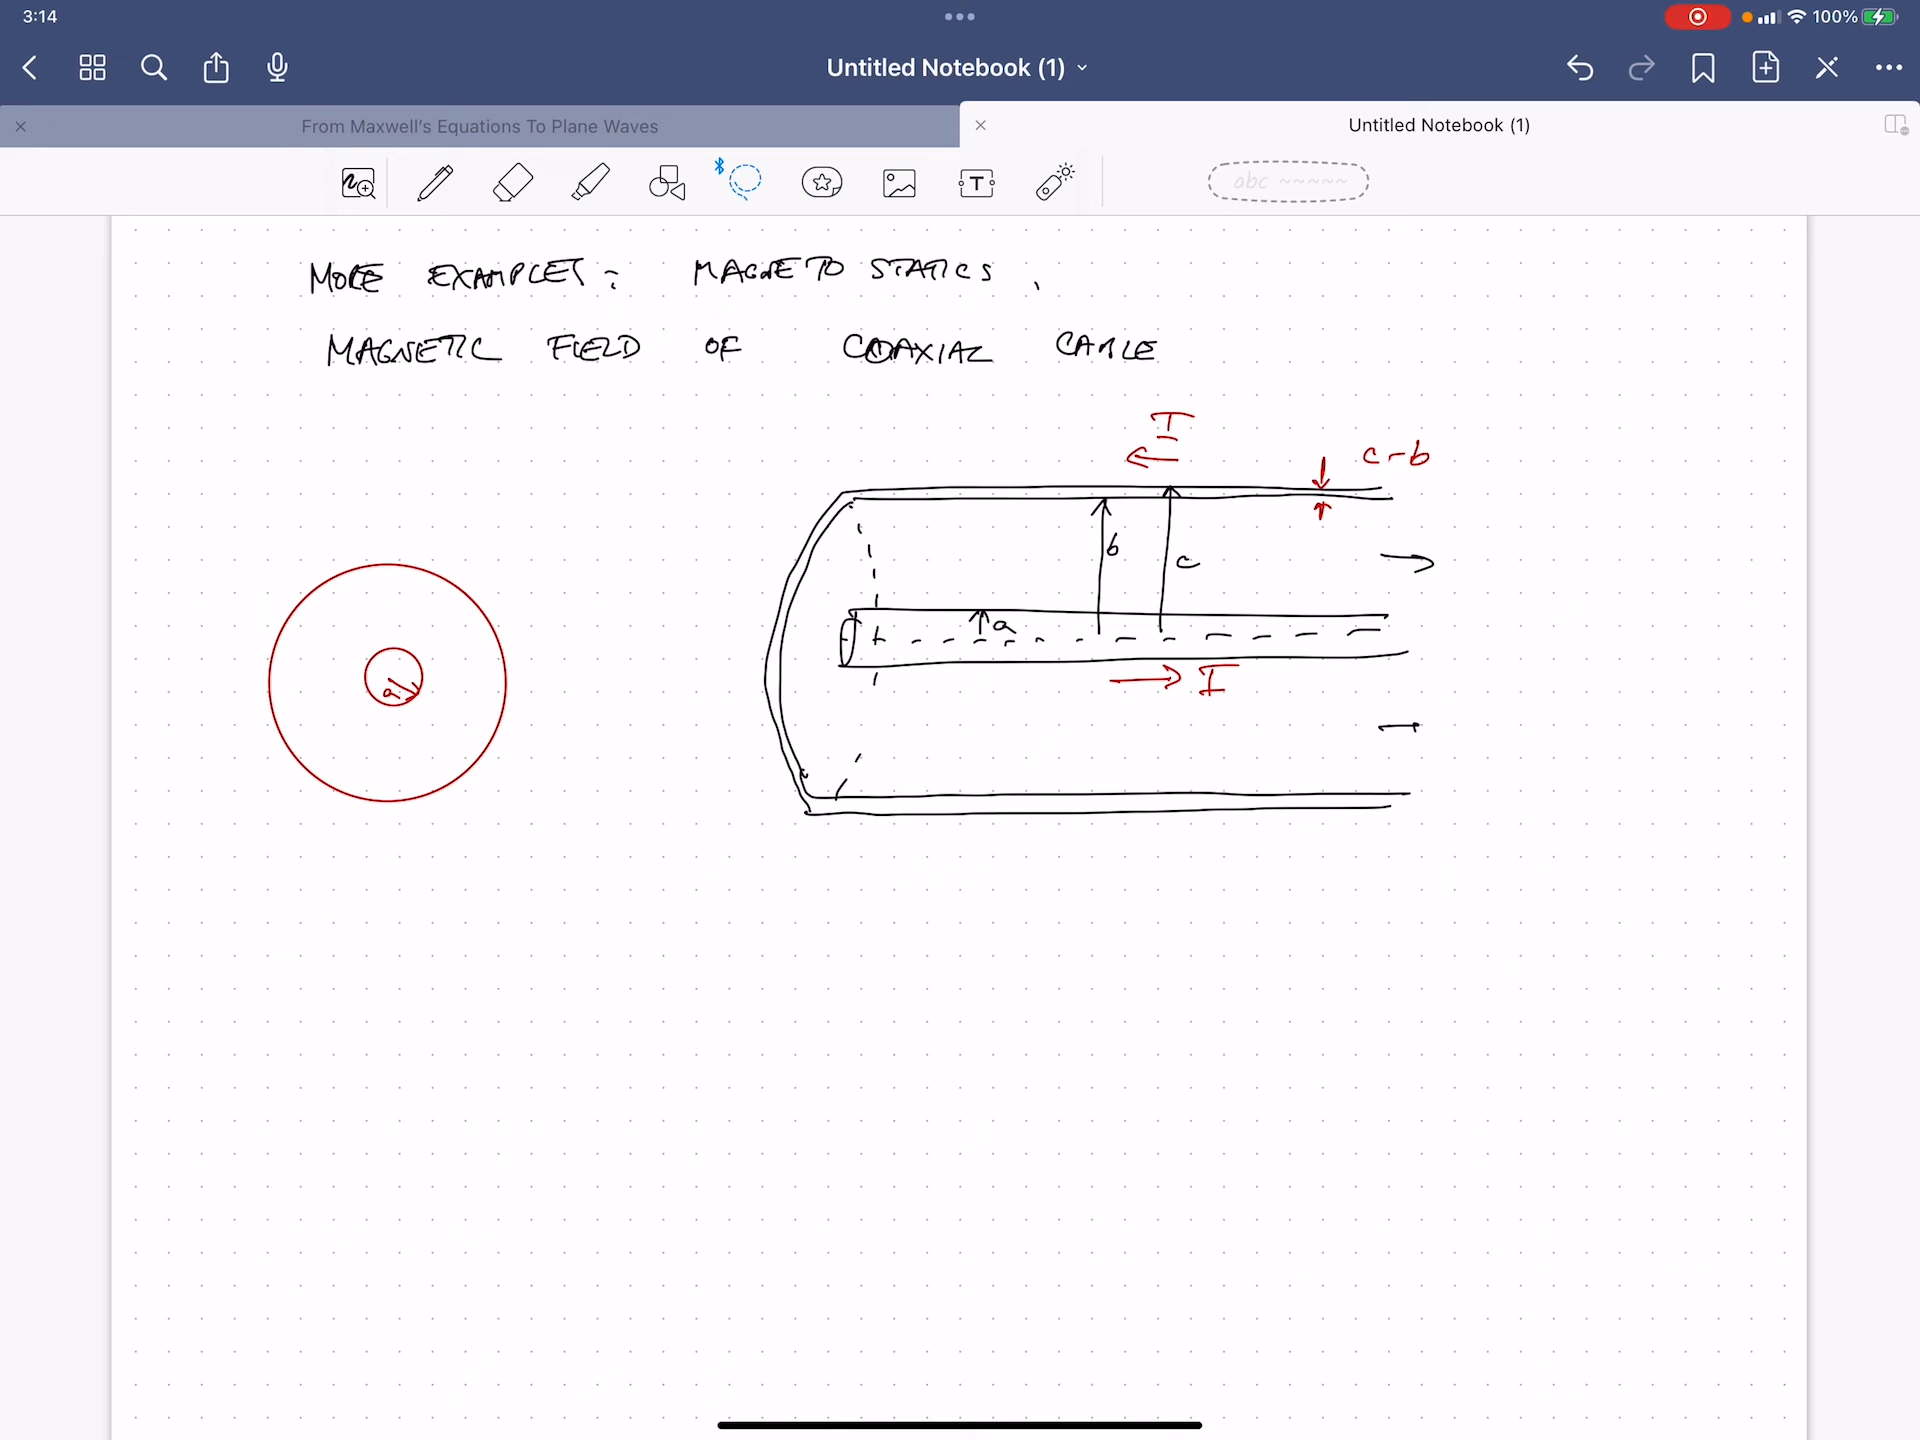 3:14
100%
Untitled Notebook (1)
From Maxwell's Equations To Plane Waves
Untitled Notebook (1)
T
abc
MORE EXAMPLES: MAGNETO STATICS.
MAGNETIC FIELD OF COAXIAL CABLE
I
c-b
b
c
a
I
a